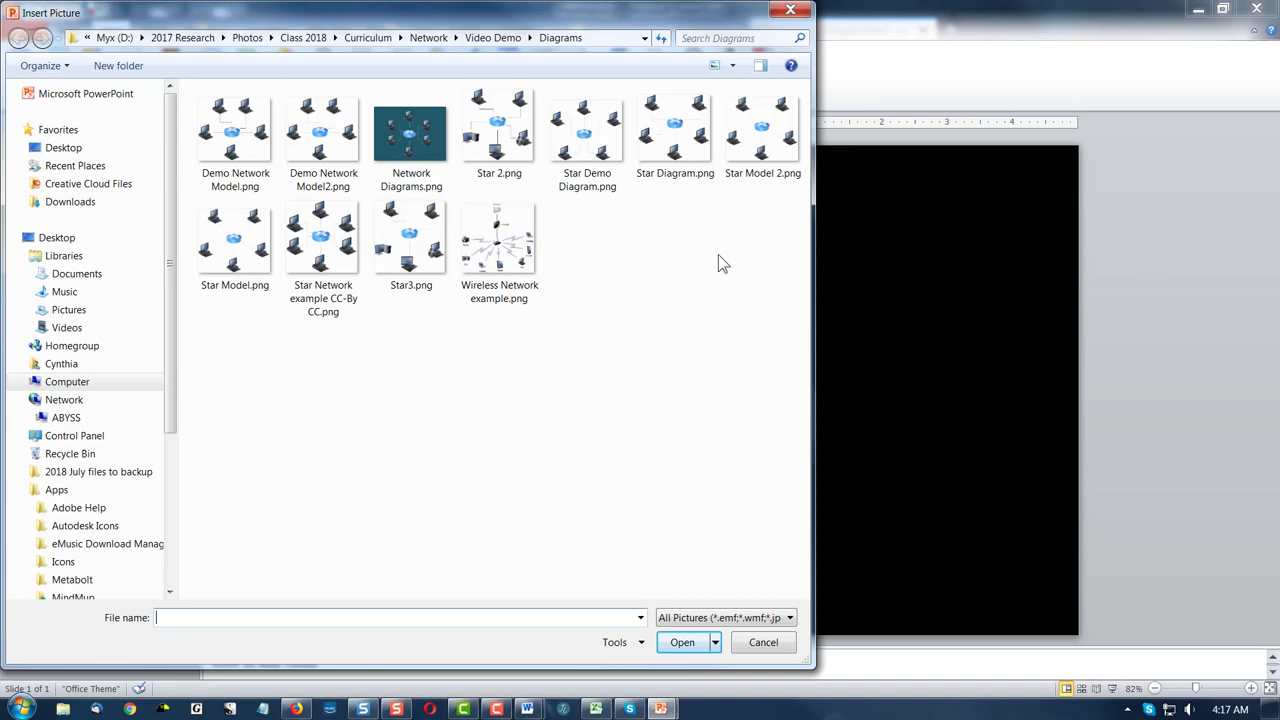 Insert Picture
« Myx (D:) ▸ 2017 Research ▸ Photos ▸ Class 2018 ▸ Curriculum ▸ Network ▸ Video Demo ▸ Diagrams
Search Diagrams
Organize
New folder
Microsoft PowerPoint
Favorites
Desktop
Recent Places
Creative Cloud Files
Downloads
Desktop
Libraries
Documents
Music
Pictures
Videos
Homegroup
Cynthia
Computer
Network
ABYSS
Control Panel
Recycle Bin
2018 July files to backup
Apps
Adobe Help
Autodesk Icons
eMusic Download Manag
Icons
Metabolt
MindMup
Demo Network
Model.png
Demo Network
Model2.png
Network
Diagrams.png
Star 2.png
Star Demo
Diagram.png
Star Diagram.png
Star Model 2.png
Star Model.png
Star Network
example CC-By
CC.png
Star3.png
Wireless Network
example.png
2 3 4
File name:
All Pictures (*.emf;*.wmf;*.jp
Tools
Open
Cancel
Slide 1 of 1
"Office Theme"
82%
4:17 AM